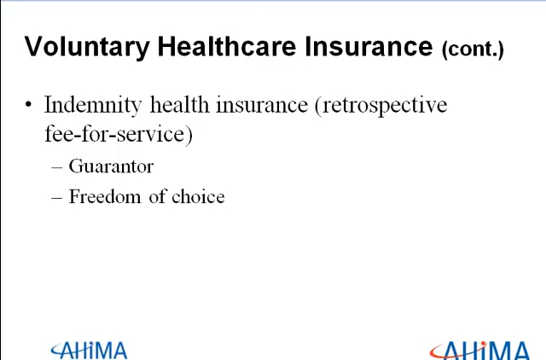 Voluntary Healthcare Insurance (cont.)
• Indemnity health insurance (retrospective
fee-for-service)
– Guarantor
– Freedom of choice
AHiMA
AHiMA